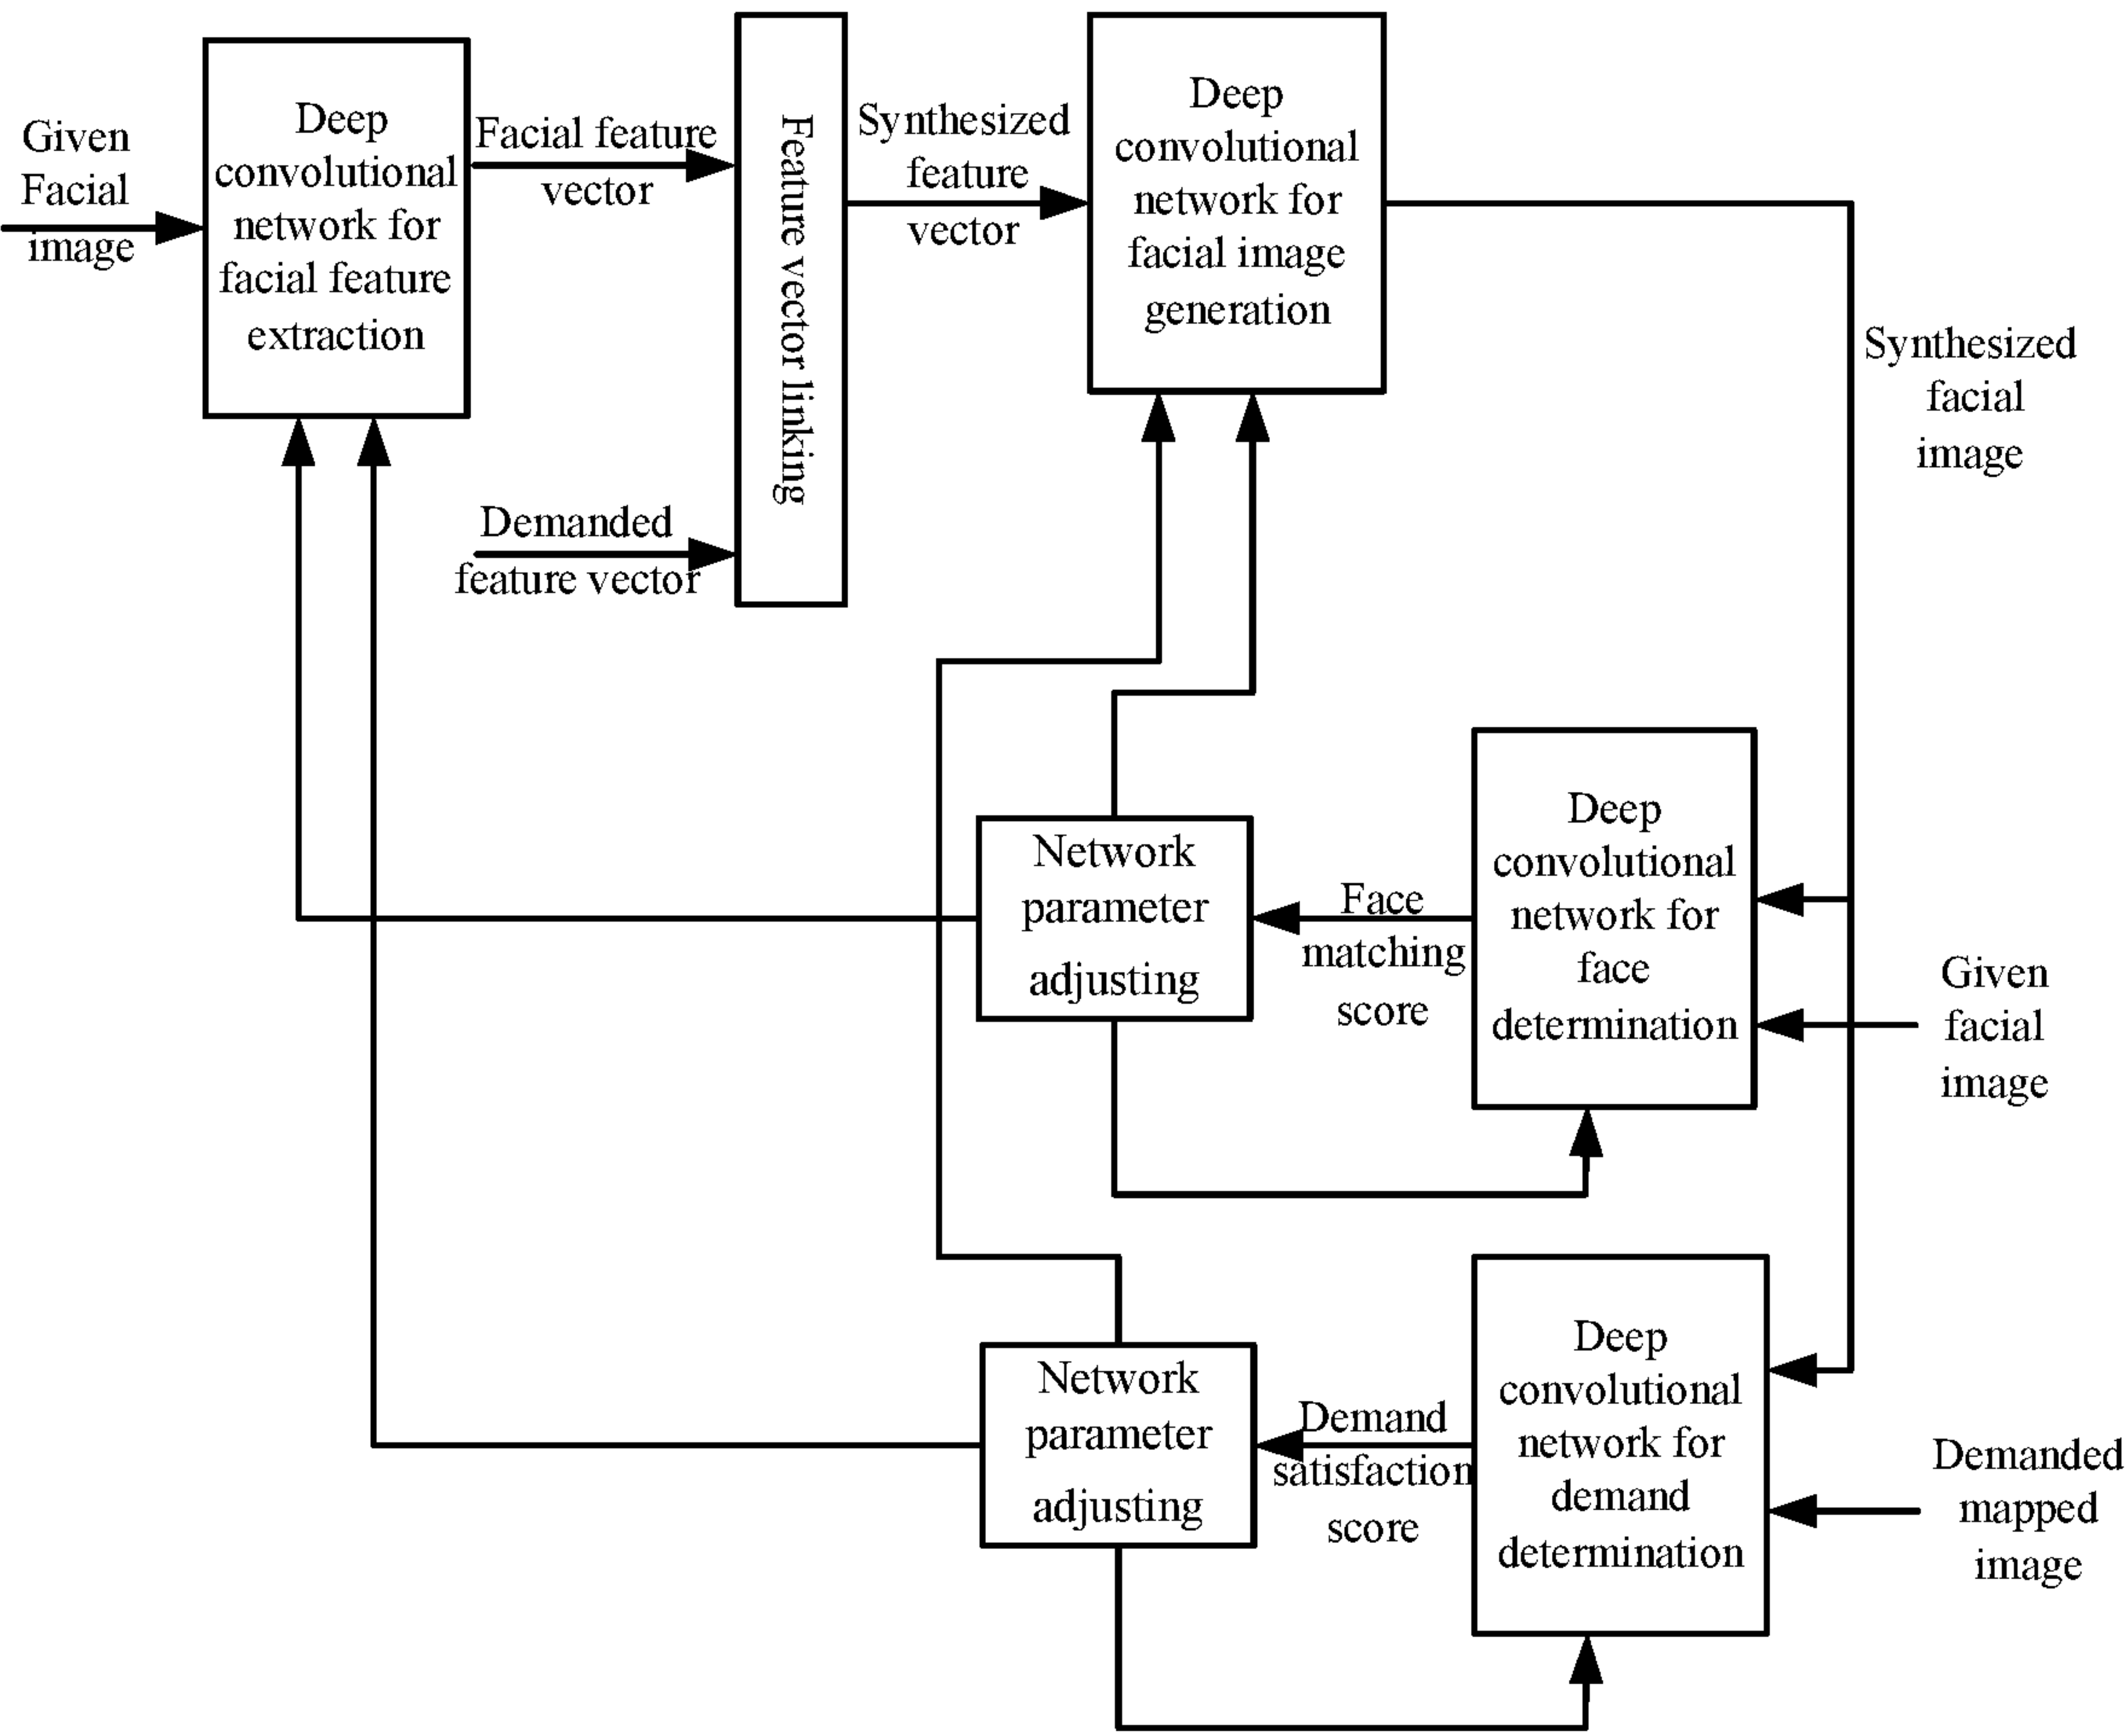 Given
Facial
image
Deep
convolutional
network for
facial feature
extraction
Facial feature
vector
Demanded
feature vector
Feature vector linking
Synthesized
feature
vector
Deep
convolutional
network for
facial image
generation
Synthesized
facial
image
Network
parameter
adjusting
Face
matching
score
Deep
convolutional
network for
face
determination
Given
facial
image
Network
parameter
adjusting
Demand
satisfaction
score
Deep
convolutional
network for
demand
determination
Demanded
mapped
image